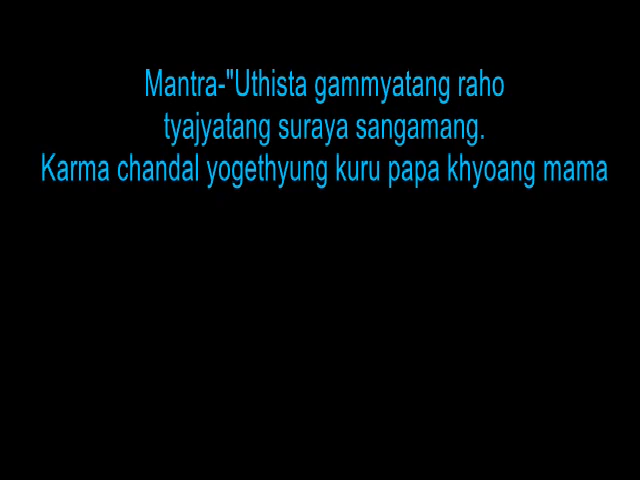 Mantra-"Uthista gammyatang raho
tyajyatang suraya sangamang.
Karma chandal yogethyung kuru papa khyoang mama